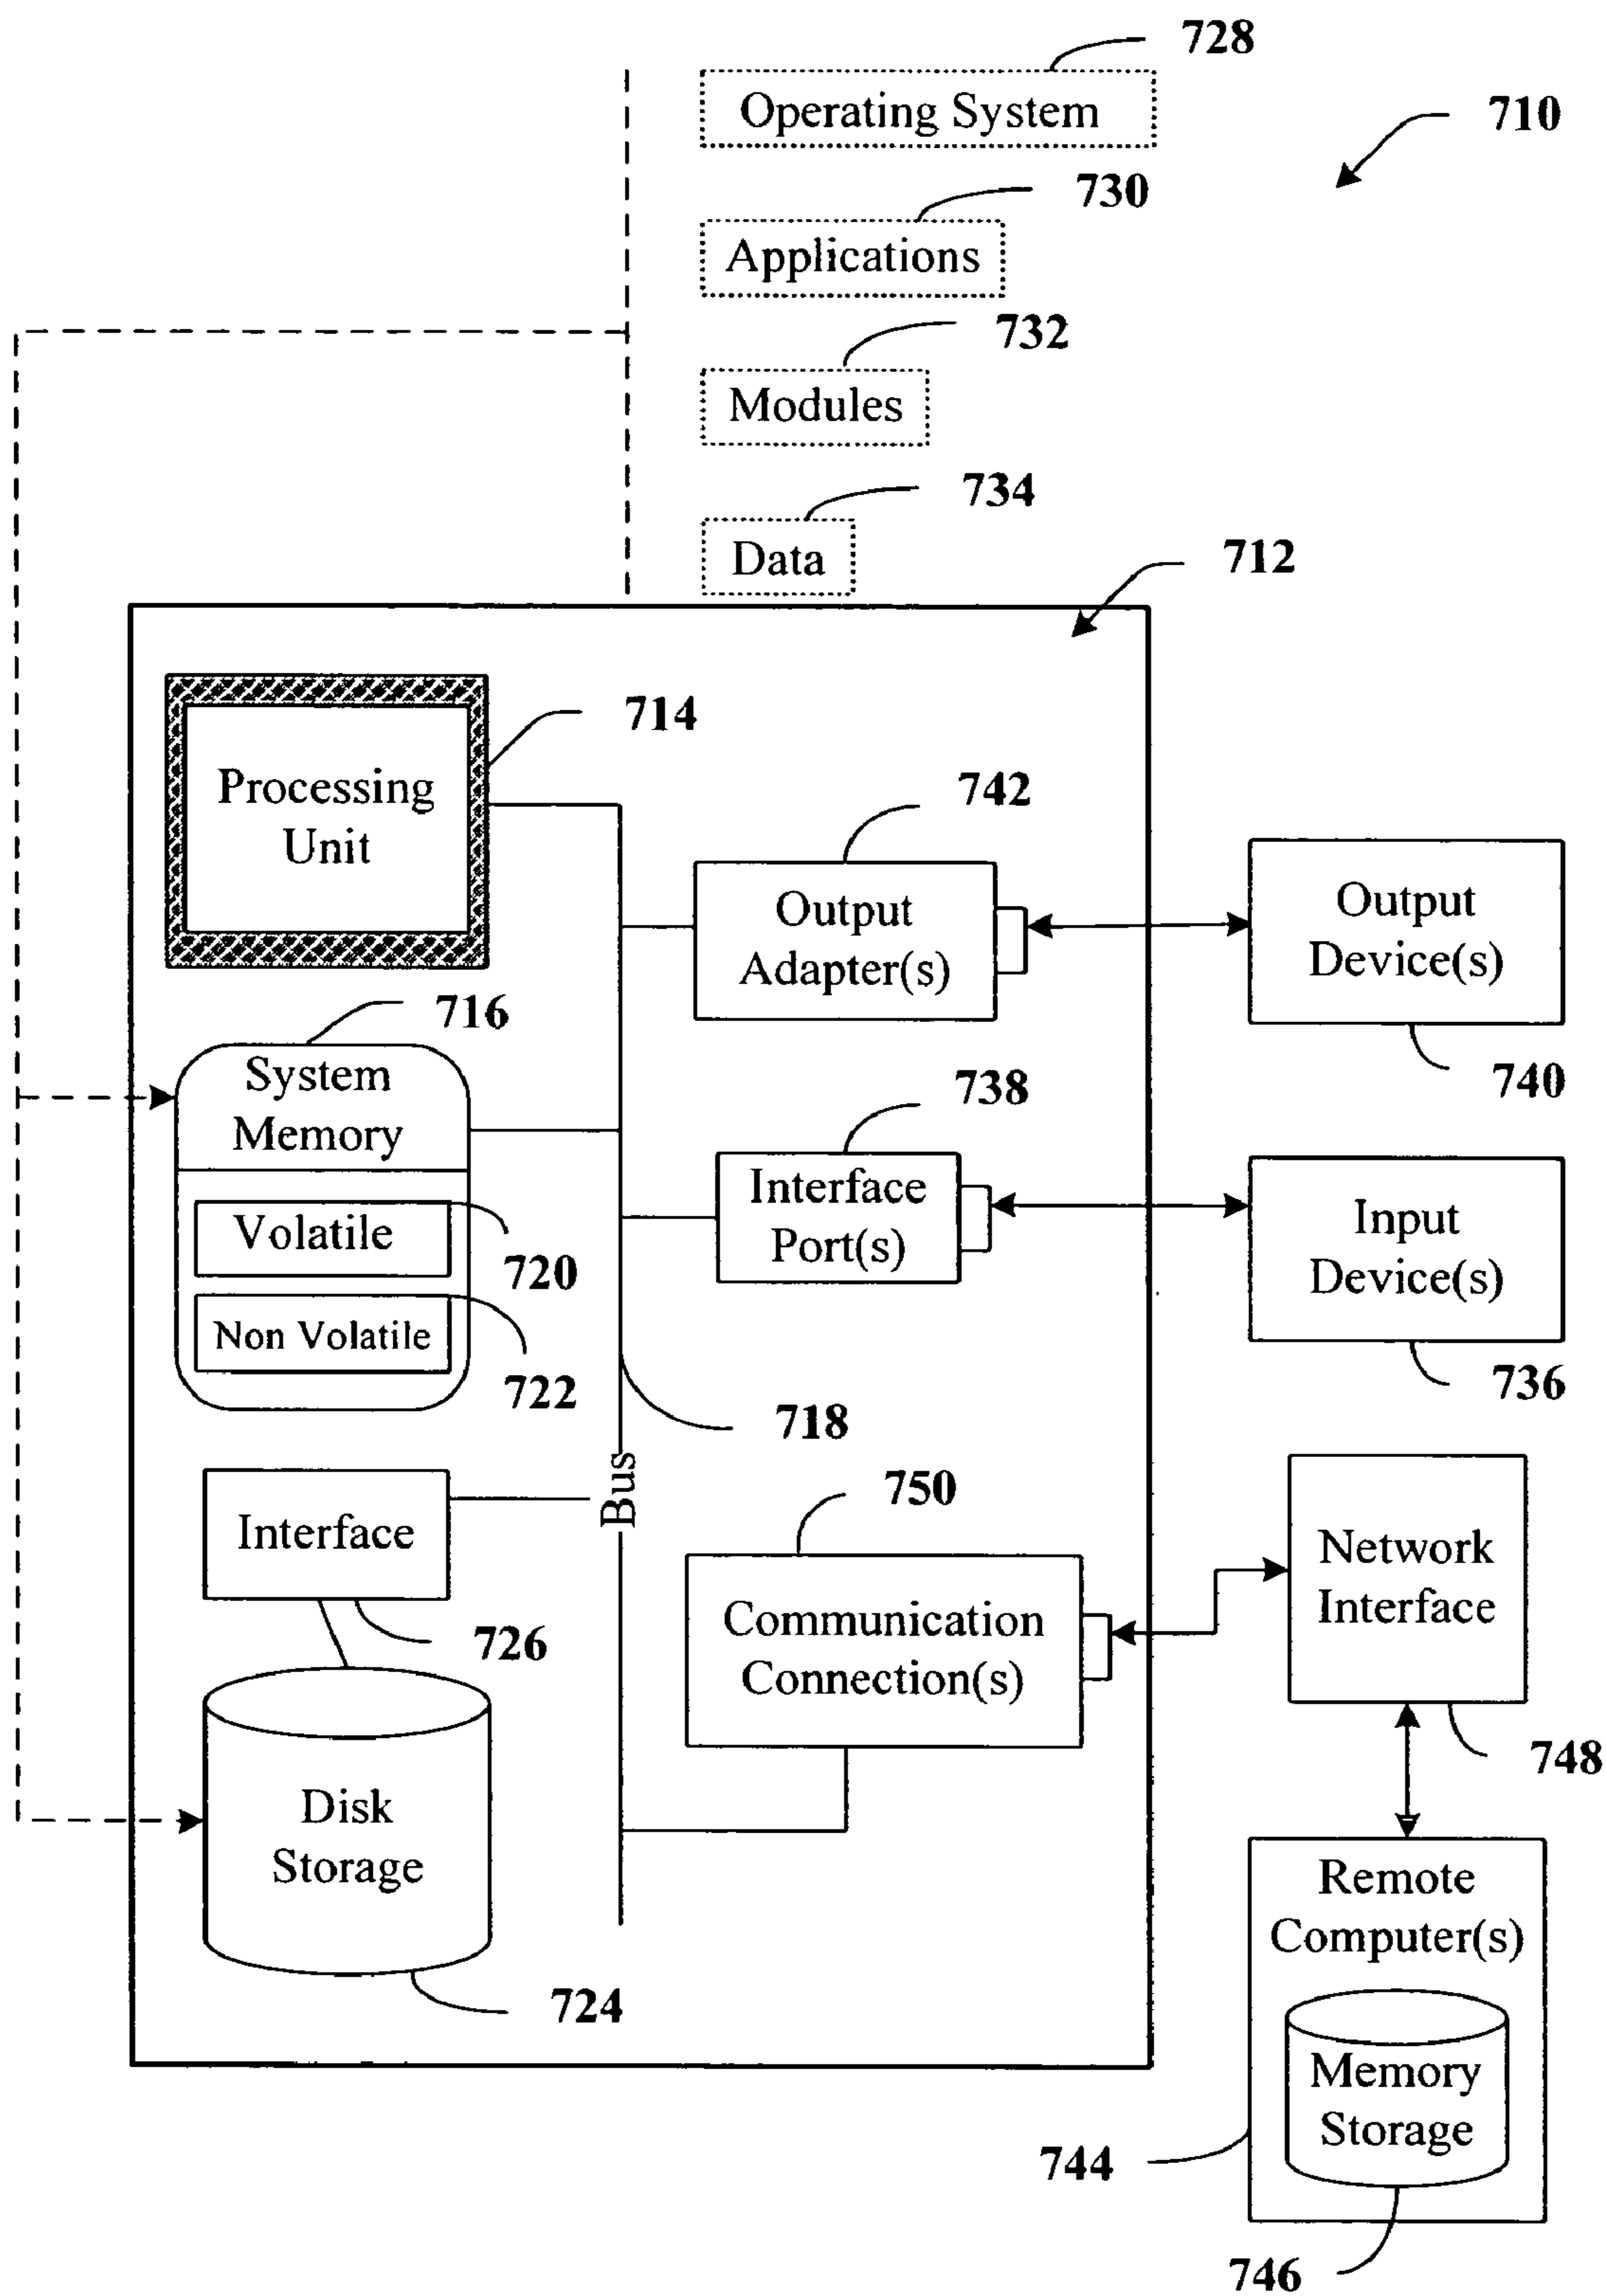 728
Operating System
710
730
Applications
732
Modules
734
Data
712
714
Processing
Unit
742
Output
Adapter(s)
Output
Device(s)
740
716
System
Memory
738
Interface
Port(s)
Input
Device(s)
736
Volatile
720
Non Volatile
722
718
Bus
Interface
726
750
Communication
Connection(s)
Network
Interface
748
Disk
Storage
724
Remote
Computer(s)
Memory
Storage
744
746